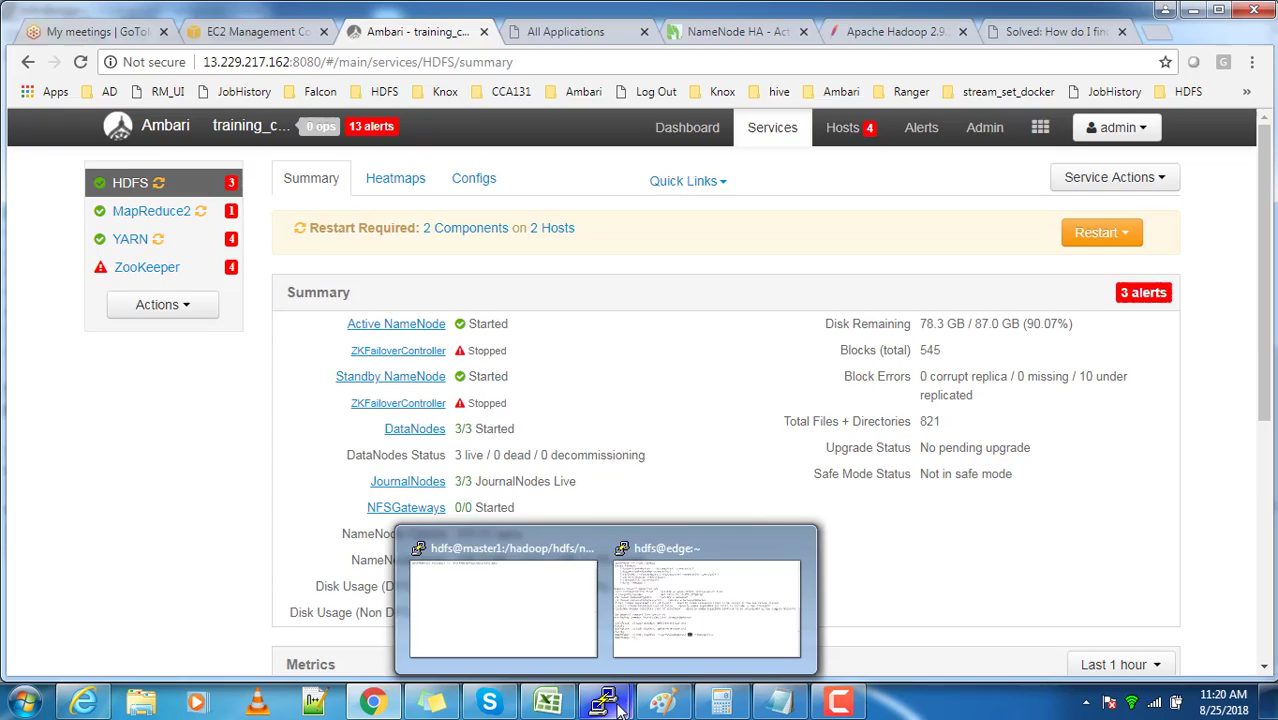 My meetings | GoToM
EC2 Management Co
Ambari - training_c...
All Applications
NameNode HA - Act
Apache Hadoop 2.9.
Solved: How do I find
Not secure 13.229.217.162:8080/#/main/services/HDFS/summary
Apps AD RM_UI JobHistory Falcon HDFS Knox CCA131 Ambari Log Out Knox hive Ambari Ranger stream_set_docker JobHistory HDFS »
Ambari training_c... 0 ops 13 alerts Dashboard Services Hosts 4 Alerts Admin admin
HDFS 3
MapReduce2 1
YARN 4
ZooKeeper 4
Actions
Summary Heatmaps Configs Quick Links Service Actions
Restart Required: 2 Components on 2 Hosts Restart
Summary 3 alerts
Active NameNode Started
ZKFailoverController Stopped
Standby NameNode Started
ZKFailoverController Stopped
DataNodes 3/3 Started
DataNodes Status 3 live / 0 dead / 0 decommissioning
JournalNodes 3/3 JournalNodes Live
NFSGateways 0/0 Started
NameNod
NameNo
Disk Usage (
Disk Usage (Non D
Disk Remaining 78.3 GB / 87.0 GB (90.07%)
Blocks (total) 545
Block Errors 0 corrupt replica / 0 missing / 10 under
replicated
Total Files + Directories 821
Upgrade Status No pending upgrade
Safe Mode Status Not in safe mode
hdfs@master1:/hadoop/hdfs/n...
hdfs@edge:~
Metrics Last 1 hour
11:20 AM
8/25/2018